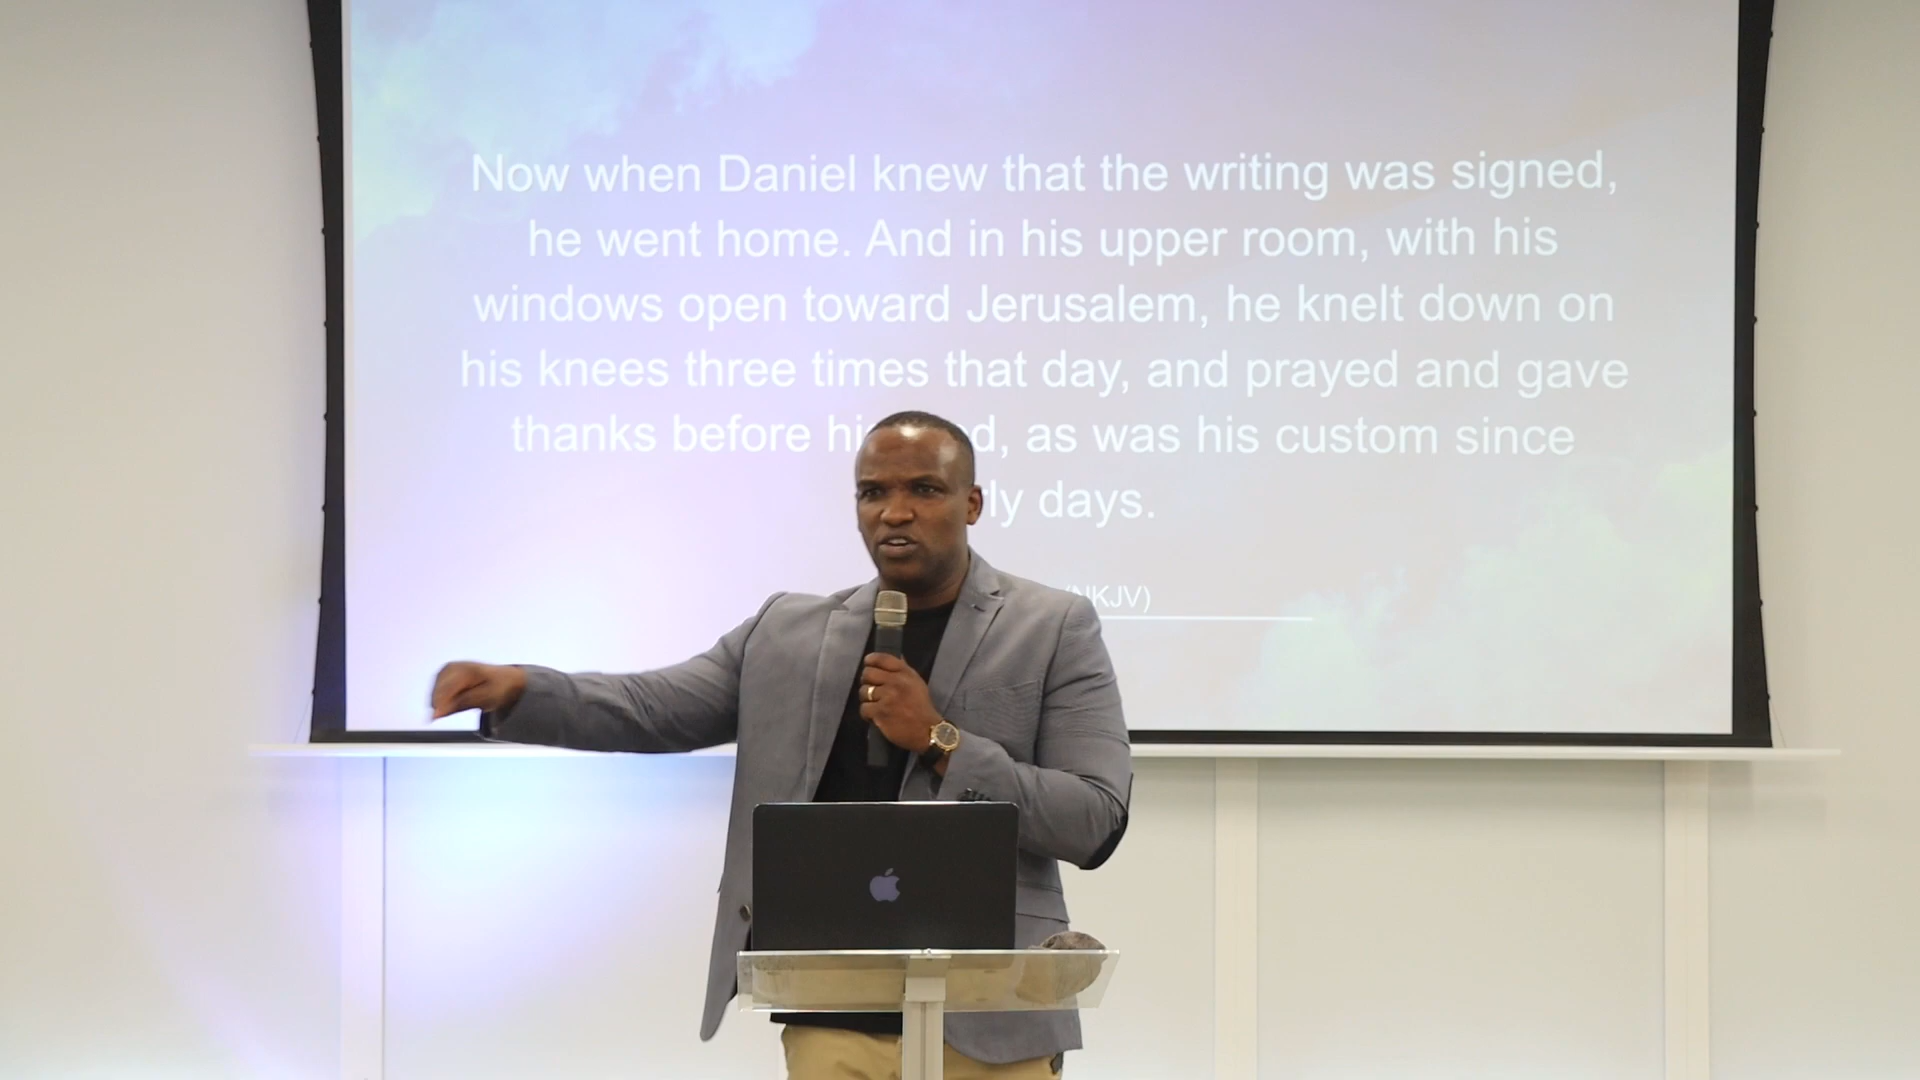 Now when Daniel knew that the writing was signed,
he went home. And in his upper room, with his
windows open toward Jerusalem, he knelt down on
his knees three times that day, and prayed and gave
thanks before as was his custom since
days.
(NKJV)